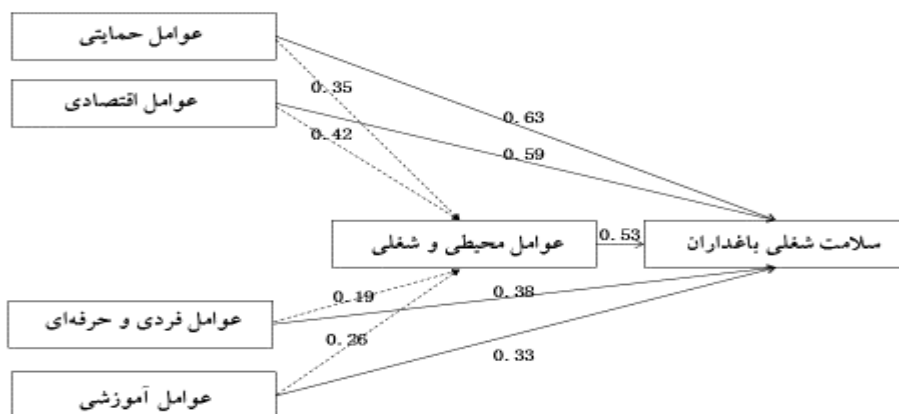 عوامل حمایتی
0.35
عوامل اقتصادی
0.63
0.42
0.59
عوامل محیطی و شغلی
0.53
سلامت شغلی باغداران
0.19
0.38
عوامل فردی و حرفه‌ای
0.26
0.33
عوامل آموزشی